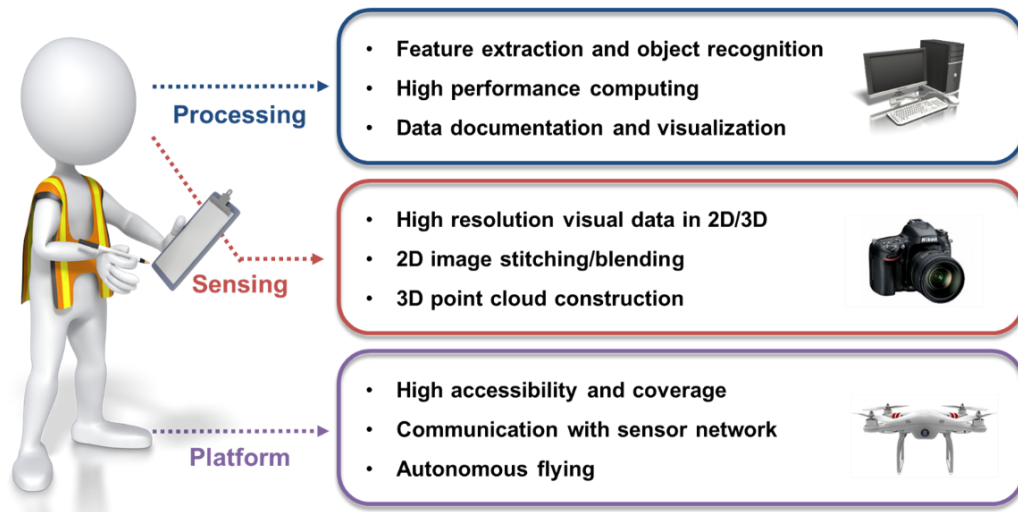 Processing
• Feature extraction and object recognition
• High performance computing
• Data documentation and visualization
Sensing
• High resolution visual data in 2D/3D
• 2D image stitching/blending
• 3D point cloud construction
Nikon
Platform
• High accessibility and coverage
• Communication with sensor network
• Autonomous flying